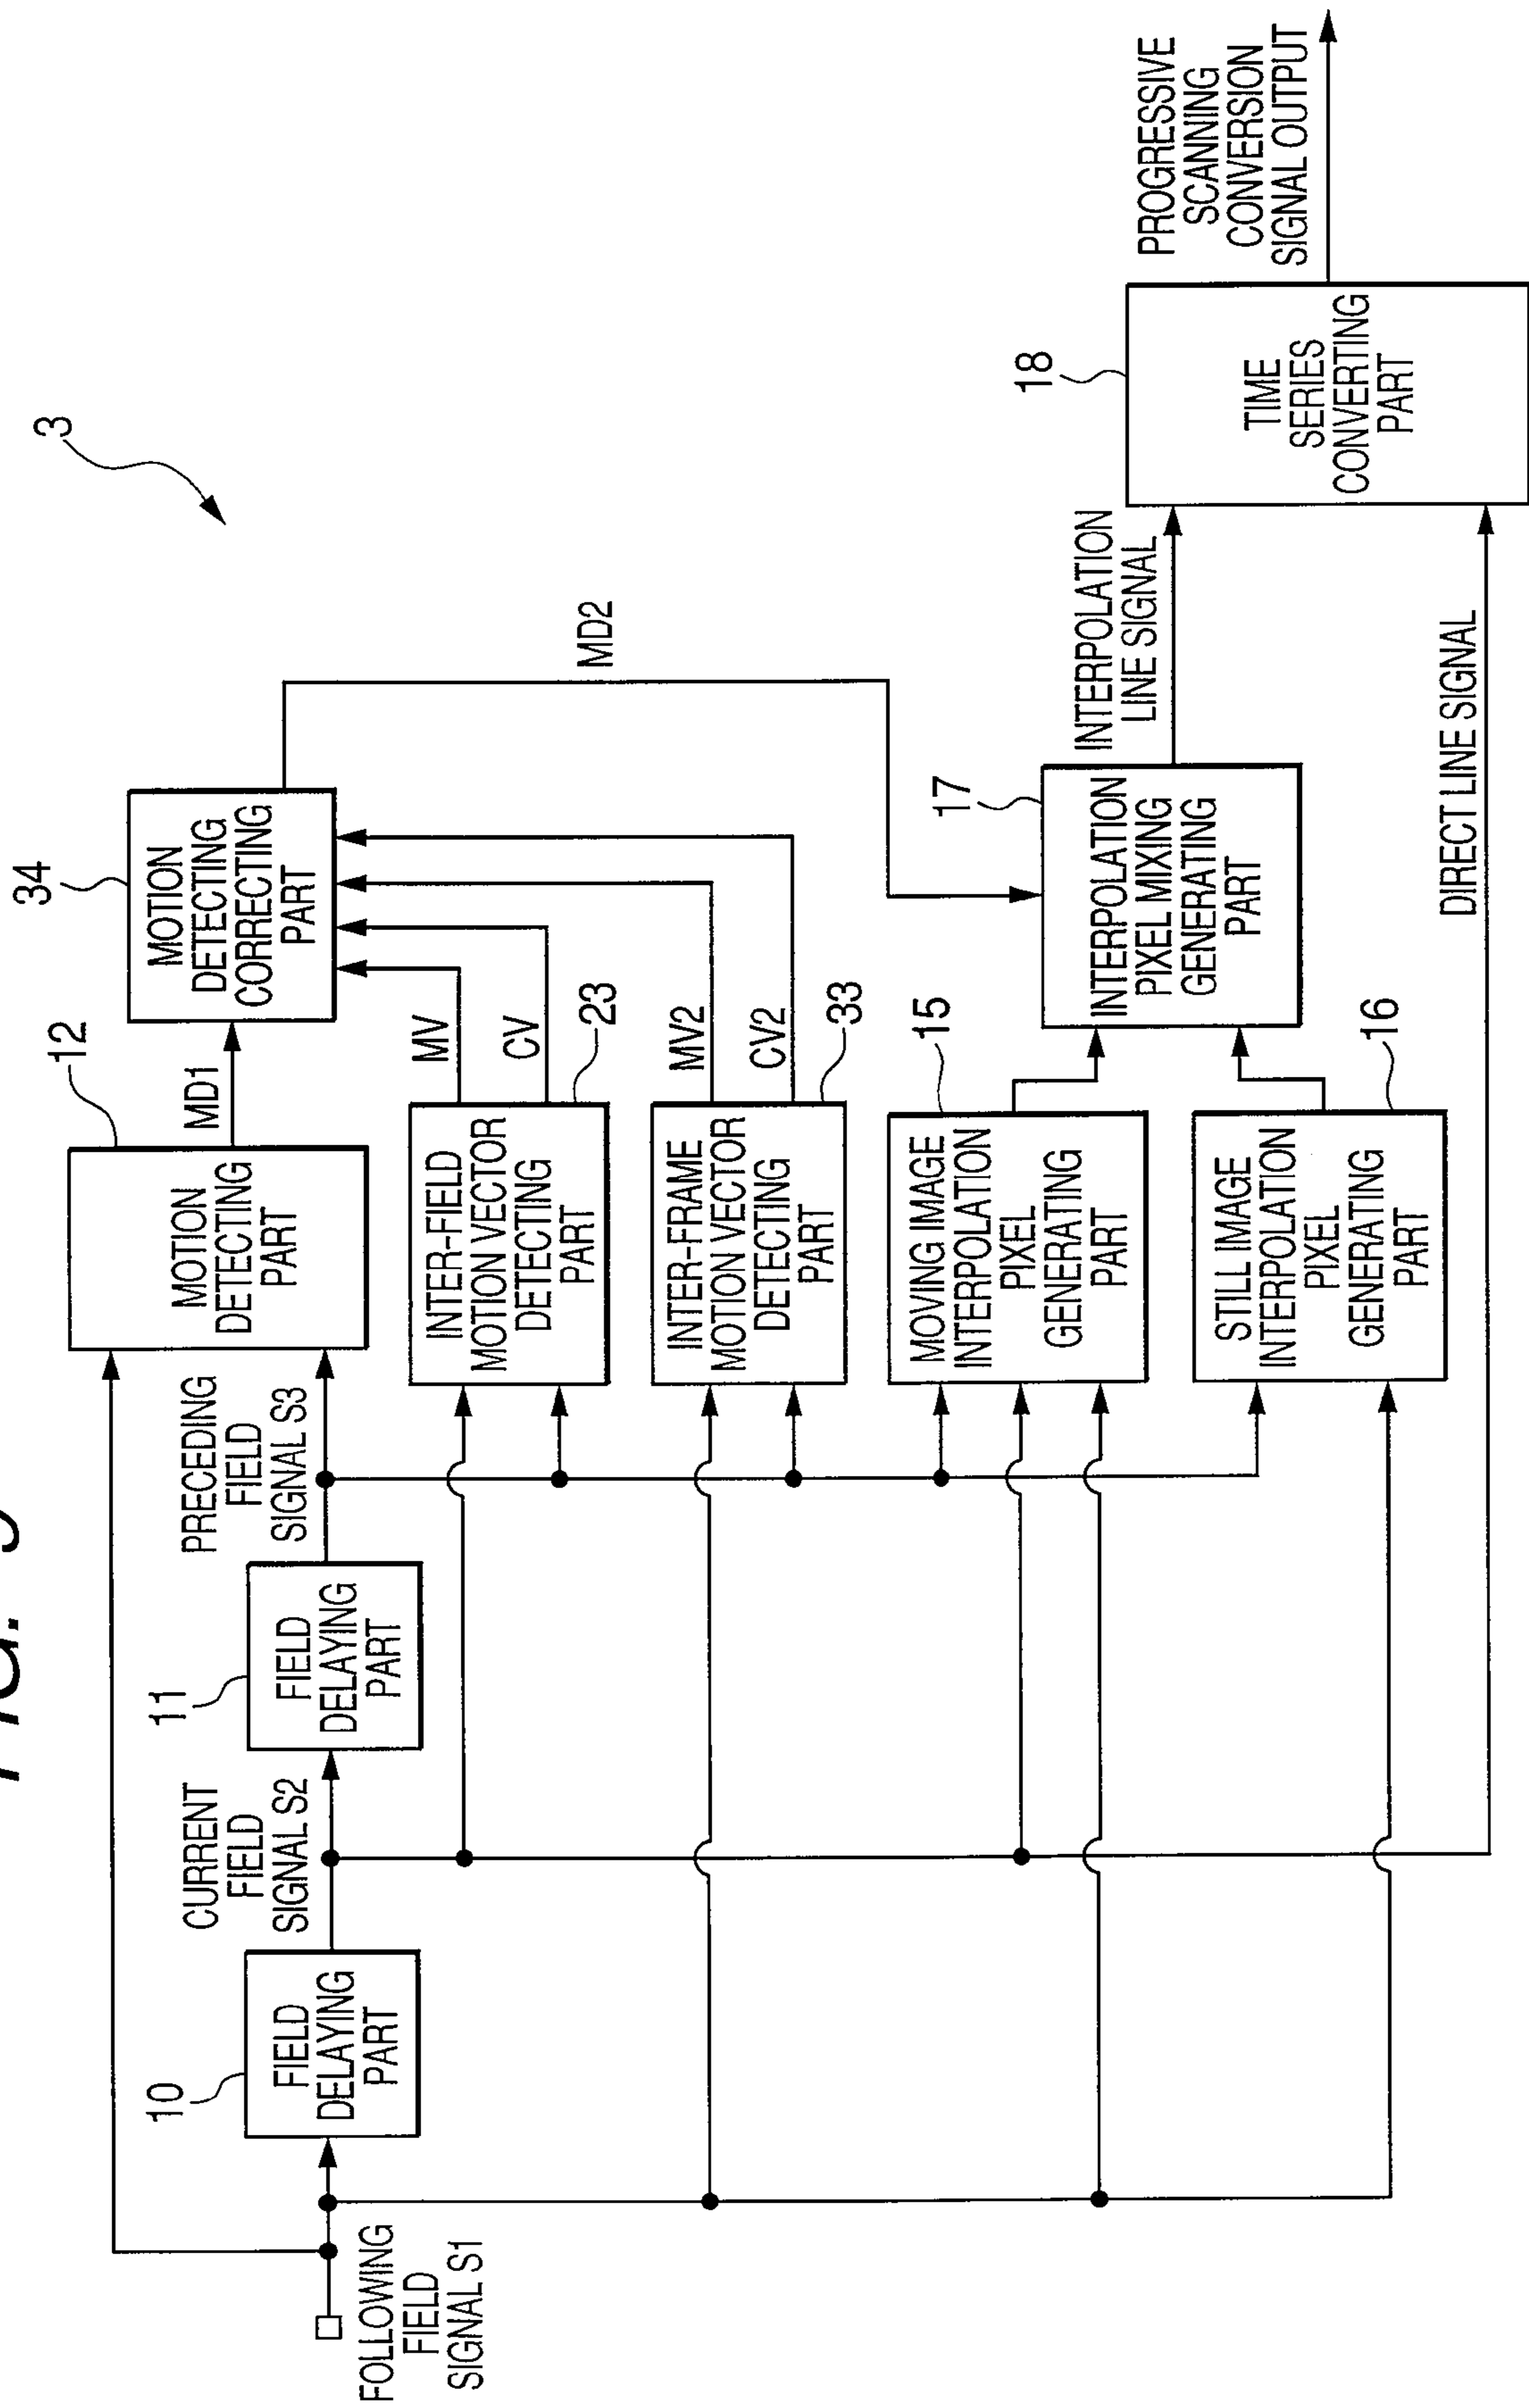 3
FOLLOWING
FIELD
SIGNAL S1
10
FIELD
DELAYING
PART
CURRENT
FIELD
SIGNAL S2
11
FIELD
DELAYING
PART
PRECEDING
FIELD
SIGNAL S3
12
MOTION
DETECTING
PART
MD1
34
MOTION
DETECTING
CORRECTING
PART
MD2
INTER-FIELD
MOTION VECTOR
DETECTING
PART
23
MV
CV
INTER-FRAME
MOTION VECTOR
DETECTING
PART
33
MV2
CV2
15
MOVING IMAGE
INTERPOLATION
PIXEL
GENERATING
PART
16
STILL IMAGE
INTERPOLATION
PIXEL
GENERATING
PART
17
INTERPOLATION
PIXEL MIXING
GENERATING
PART
INTERPOLATION
LINE SIGNAL
DIRECT LINE SIGNAL
18
TIME
SERIES
CONVERTING
PART
PROGRESSIVE
SCANNING
CONVERSION
SIGNAL OUTPUT